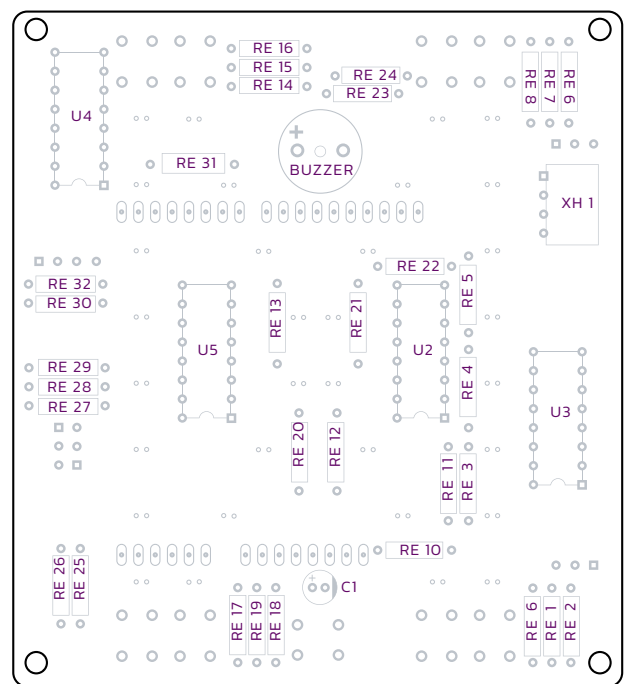 RE 16
RE 15
RE 14
RE 24
RE 23
RE 8
RE 7
RE 6
U4
+
BUZZER
RE 31
XH 1
RE 22
RE 5
RE 32
RE 30
RE 13
RE 21
U5
U2
RE 29
RE 28
RE 27
RE 4
U3
RE 20
RE 12
RE 11
RE 3
RE 10
RE 26
RE 25
+
C1
RE 17
RE 19
RE 18
RE 6
RE 1
RE 2